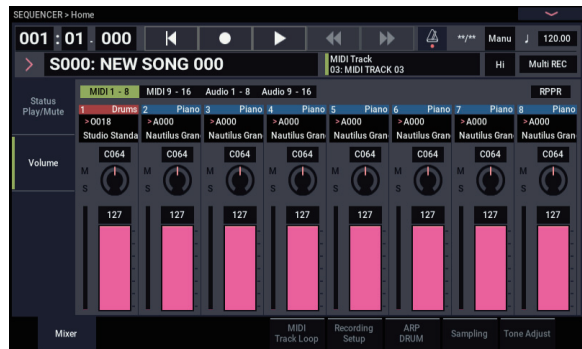 SEQUENCER > Home
001 : 01 . 000 **/** Manu ♩ 120.00
> S000: NEW SONG 000 MIDI Track Hi Multi REC
03: MIDI TRACK 03
MIDI 1 - 8 MIDI 9 - 16 Audio 1 - 8 Audio 9 - 16 RPPR
Status
Play/Mute
1 Drums 2 Piano 3 Piano 4 Piano 5 Piano 6 Piano 7 Piano 8 Piano
>O018 >A000 >A000 >A000 >A000 >A000 >A000 >A000
Studio Standa Nautilus Gran Nautilus Gran Nautilus Gran Nautilus Gran Nautilus Gran Nautilus Gran Nautilus Gran
Volume
C064 C064 C064 C064 C064 C064 C064 C064
M M M M M M M M
S S S S S S S S
127 127 127 127 127 127 127 127
Mixer
MIDI
Track Loop
Recording
Setup
ARP
DRUM
Sampling
Tone Adjust